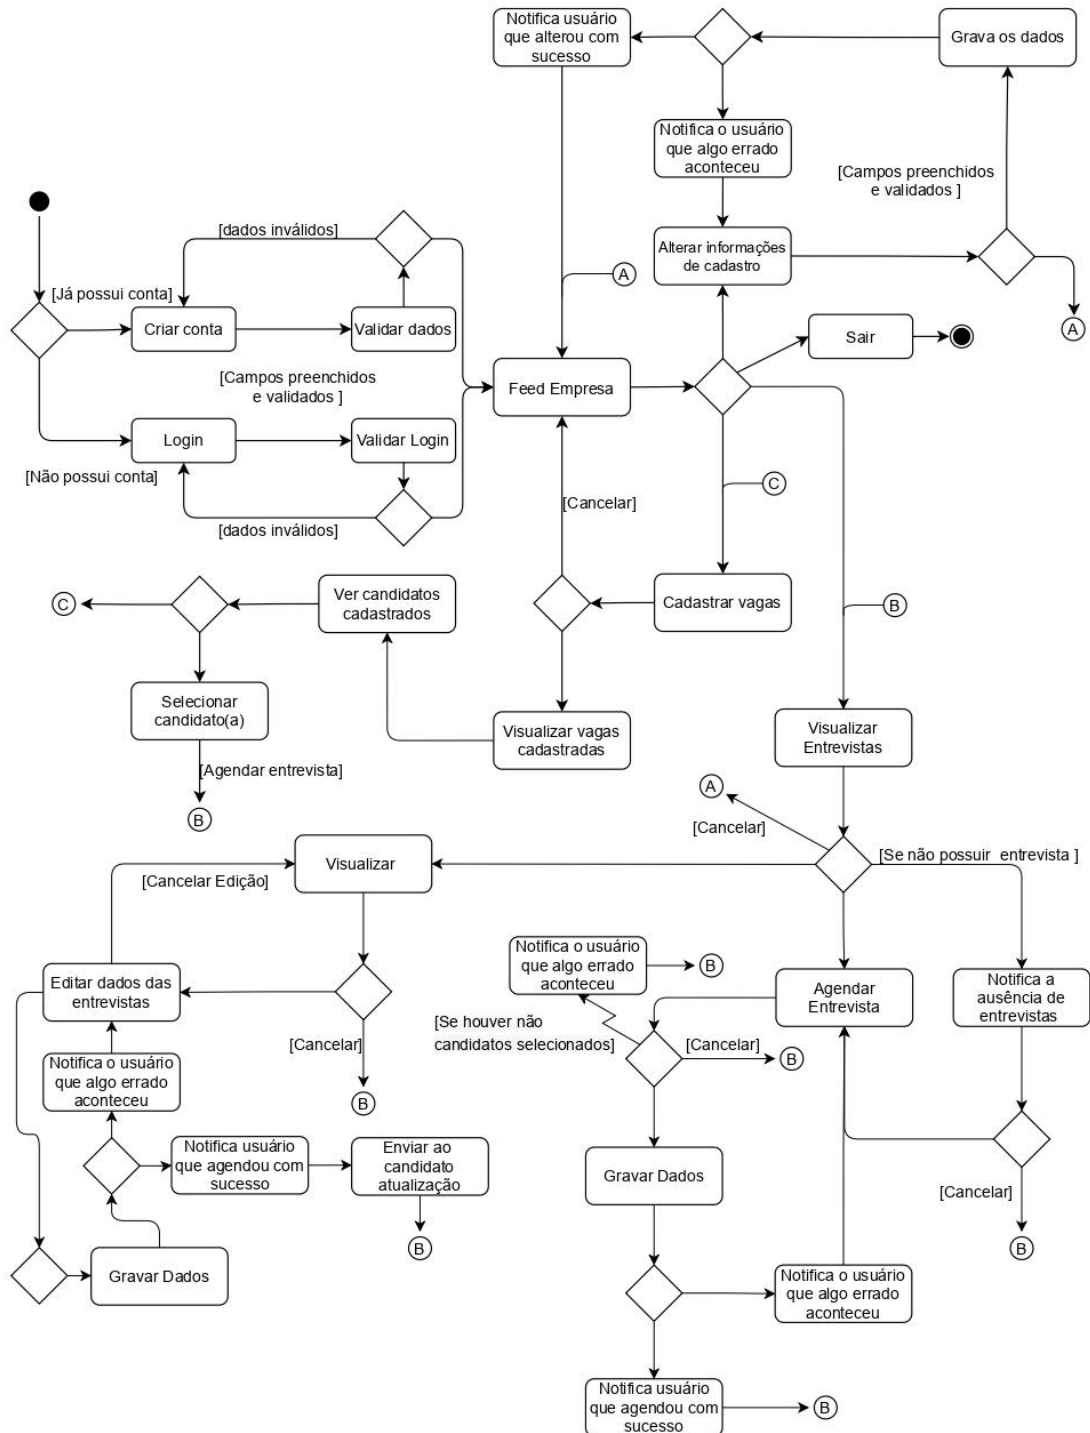 Notifica usuário
que alterou com
sucesso
Grava os dados
Notifica o usuário
que algo errado
aconteceu
[Campos preenchidos
e validados ]
[dados inválidos]
Alterar informações
de cadastro
A
[Já possui conta]
Criar conta
Validar dados
A
Sair
[Campos preenchidos
e validados ]
Feed Empresa
Login
Validar Login
[Não possui conta]
[dados inválidos]
[Cancelar]
C
C
Ver candidatos
cadastrados
Cadastrar vagas
B
Selecionar
candidato(a)
Visualizar vagas
cadastradas
Visualizar
Entrevistas
[Agendar entrevista]
B
A
[Cancelar]
[Se não possuir  entrevista ]
Visualizar
[Cancelar Edição]
Notifica o usuário
que algo errado
aconteceu
B
Editar dados das
entrevistas
Agendar
Entrevista
Notifica a
ausência de
entrevistas
[Se houver não
candidatos selecionados]
[Cancelar]
B
[Cancelar]
B
Notifica o usuário
que algo errado
aconteceu
Notifica usuário
que agendou com
sucesso
Enviar ao
candidato
atualização
B
Gravar Dados
[Cancelar]
B
Gravar Dados
Notifica o usuário
que algo errado
aconteceu
Notifica usuário
que agendou com
sucesso
B